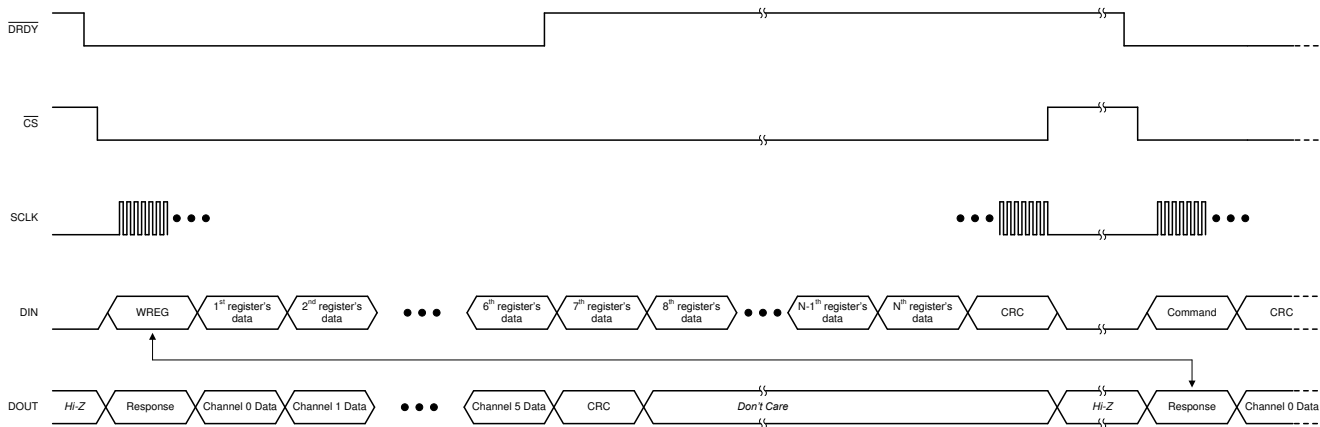 DRDY
CS
SCLK
DIN
WREG
1st register's
data
2nd register's
data
6th register's
data
7th register's
data
8th register's
data
N-1th register's
data
Nth register's
data
CRC
Command
CRC
DOUT
Hi-Z
Response
Channel 0 Data
Channel 1 Data
Channel 5 Data
CRC
Don't Care
Hi-Z
Response
Channel 0 Data